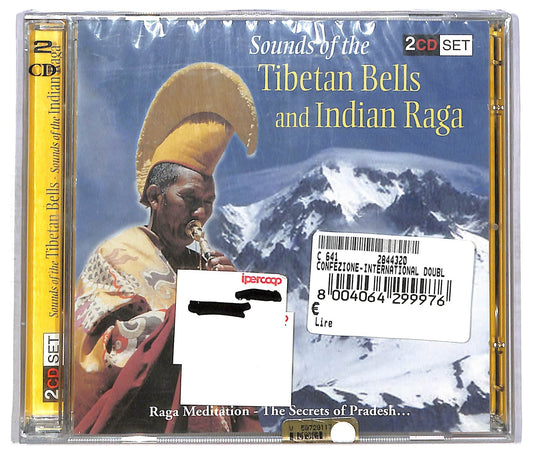 Sounds of the
2CD SET
Tibetan Bells
and Indian Raga
2
CD
Sounds of the Tibetan Bells - Sounds of the Indian Raga
2CD SET
ipercoop
C 641 2844320
CONFEZIONE-INTERNATIONAL DOUBL
8 004064 299976
€
Lire
Raga Meditation - The Secrets of Pradesh...